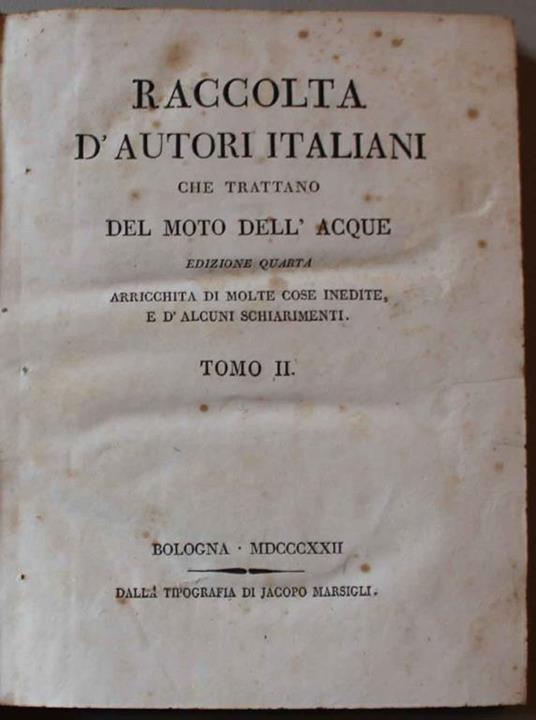 RACCOLTA
D' AUTORI ITALIANI
CHE TRATTANO
DEL MOTO DELL' ACQUE
EDIZIONE QUARTA
ARRICCHITA DI MOLTE COSE INEDITE,
E D' ALCUNI SCHIARIMENTI.
TOMO II.
BOLOGNA · MDCCCXXII
DALLA TIPOGRAFIA DI JACOPO MARSIGLI.